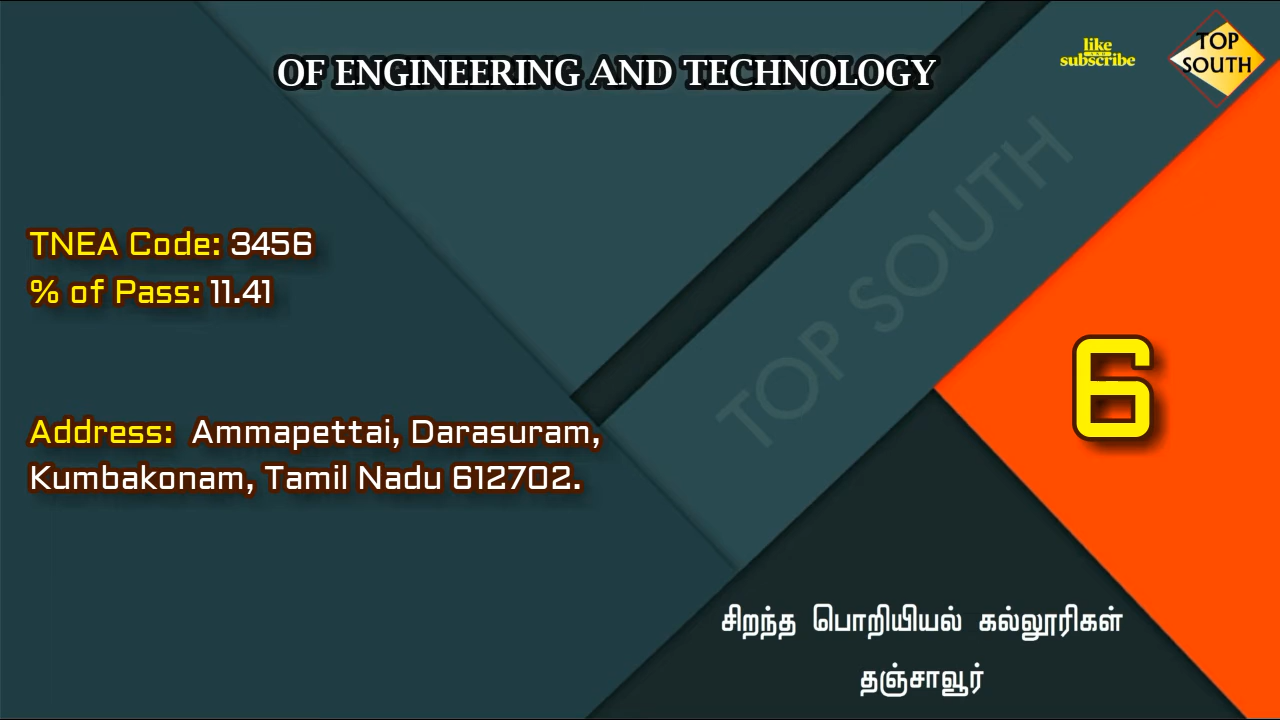 OF ENGINEERING AND TECHNOLOGY
like
AND
subscribe
TOP
SOUTH
TNEA Code: 3456
% of Pass: 11.41
TOP SOUTH
6
Address: Ammapettai, Darasuram,
Kumbakonam, Tamil Nadu 612702.
சிறந்த பொறியியல் கல்லூரிகள்
தஞ்சாவூர்